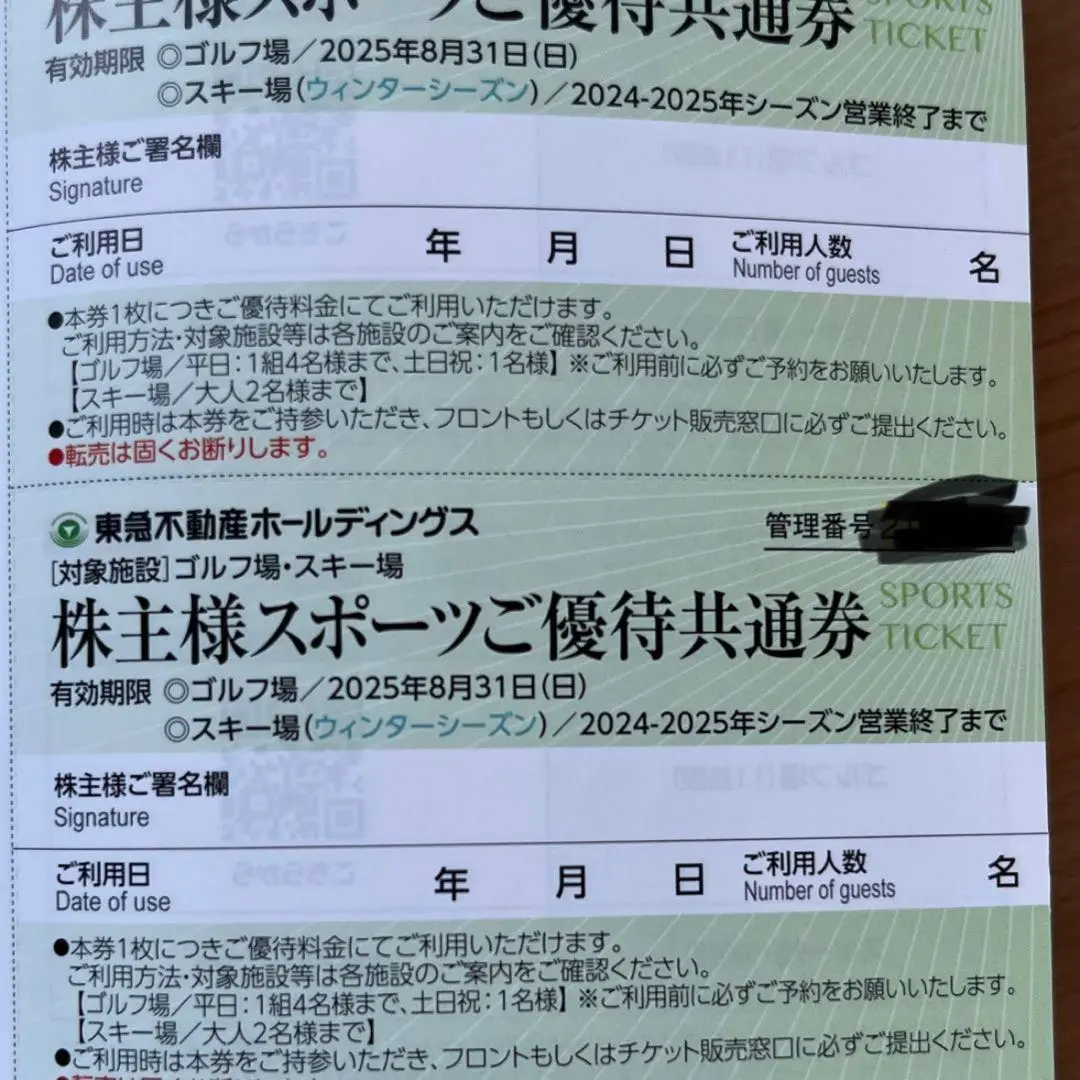 株主様スポーツご優待共通券
SPORTS
TICKET
有効期限 ◎ゴルフ場／2025年8月31日(日)
◎スキー場(ウィンターシーズン)／2024-2025年シーズン営業終了まで
株主様ご署名欄
Signature
ご利用日 年 月 日 ご利用人数 名
Date of use Number of guests
●本券1枚につきご優待料金にてご利用いただけます。
ご利用方法・対象施設等は各施設のご案内をご確認ください。
【ゴルフ場／平日：1組4名様まで、土日祝：1名様】※ご利用前に必ずご予約をお願いいたします。
【スキー場／大人2名様まで】
●ご利用時は本券をご持参いただき、フロントもしくはチケット販売窓口に必ずご提出ください。
●転売は固くお断りします。
東急不動産ホールディングス
管理番号
[対象施設]ゴルフ場・スキー場
株主様スポーツご優待共通券
SPORTS
TICKET
有効期限 ◎ゴルフ場／2025年8月31日(日)
◎スキー場(ウィンターシーズン)／2024-2025年シーズン営業終了まで
株主様ご署名欄
Signature
ご利用日 年 月 日 ご利用人数 名
Date of use Number of guests
●本券1枚につきご優待料金にてご利用いただけます。
ご利用方法・対象施設等は各施設のご案内をご確認ください。
【ゴルフ場／平日：1組4名様まで、土日祝：1名様】※ご利用前に必ずご予約をお願いいたします。
【スキー場／大人2名様まで】
●ご利用時は本券をご持参いただき、フロントもしくはチケット販売窓口に必ずご提出ください。